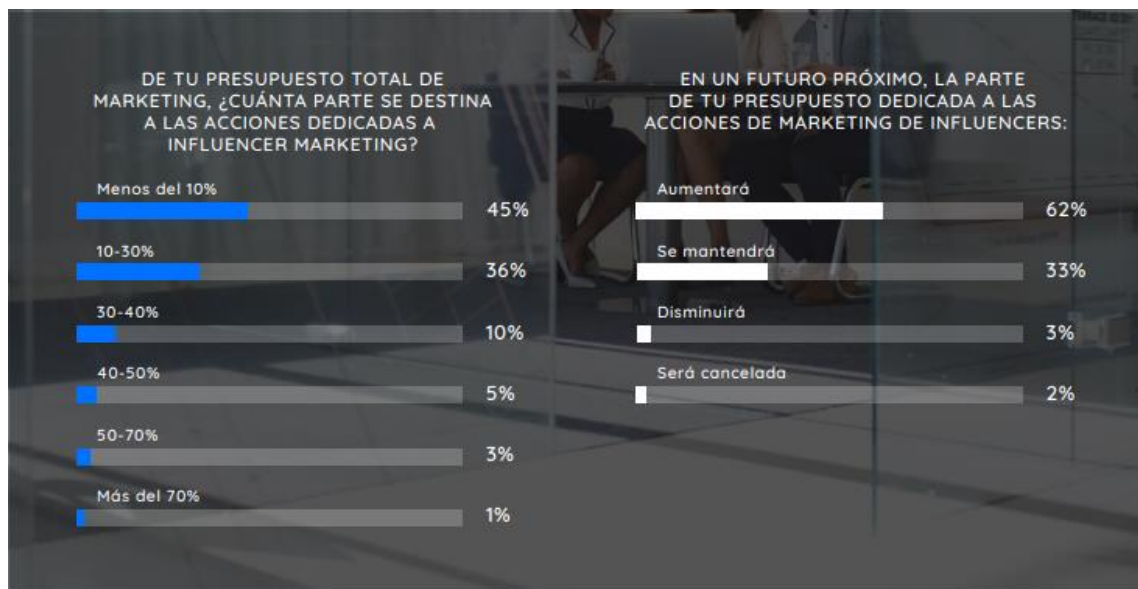 DE TU PRESUPUESTO TOTAL DE
MARKETING, ¿CUÁNTA PARTE SE DESTINA
A LAS ACCIONES DEDICADAS A
INFLUENCER MARKETING?
Menos del 10%
45%
10-30%
36%
30-40%
10%
40-50%
5%
50-70%
3%
Más del 70%
1%
EN UN FUTURO PRÓXIMO, LA PARTE
DE TU PRESUPUESTO DEDICADA A LAS
ACCIONES DE MARKETING DE INFLUENCERS:
Aumentará
62%
Se mantendrá
33%
Disminuirá
3%
Será cancelada
2%